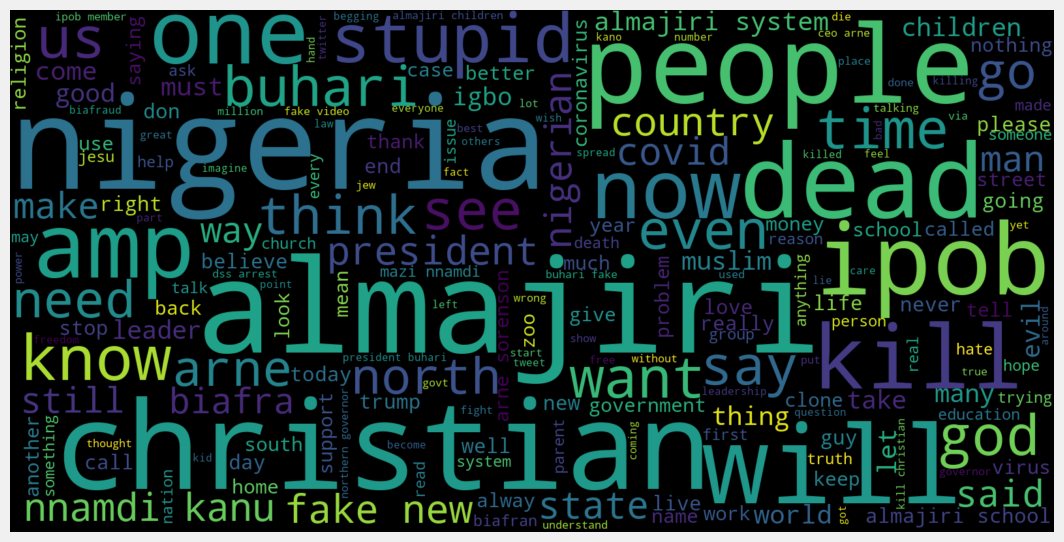 ipob member
begging
almajiri children
almajiri system
die
ceo arne
us
one
stupid
people
children
nothing
religion
saying
hand
twitter
kano
number
place
come
must
ask
case
better
coronavirus
done
killing
go
good
buhari
igbo
lot
nigerian
talking
made
biafraud
don
million
fake video
everyone
country
time
via
please
someone
use
jesu
great
help
law
thank
issue
best
others
wish
spread
covid
killed
bad
feel
man
nigeria
imagine
every
end
fact
jew
now
dead
street
going
make
right
part
think
see
year
even
money
reason
school
called
yet
may
way
church
president
death
much
muslim
ipob
amp
believe
mazi nnamdi
buhari fake
used
anything
lie
care
power
dss arrest
talk
point
look
mean
left
sorenson
arne sorenson
wrong
zoo
give
problem
love
really
group
life
person
never
tell
evil
around
need
back
stop
leader
almajiri
start
tweet
show
say
kill
real
hate
true
hope
freedom
know
arne
president buhari
today
north
govt
free
without
want
put
leadership
still
biafra
trump
fight
new
government
thing
clone
take
many
trying
question
education
another
something
thought
christian
south
support
northern governor
well
become
system
read
coming
parent
first
will
guy
truth
let
god
virus
call
kid
day
home
nation
keep
got
kill christian
governor
said
nnamdi kanu
fake new
alway
biafran
state
understand
live
name
work
world
almajiri school